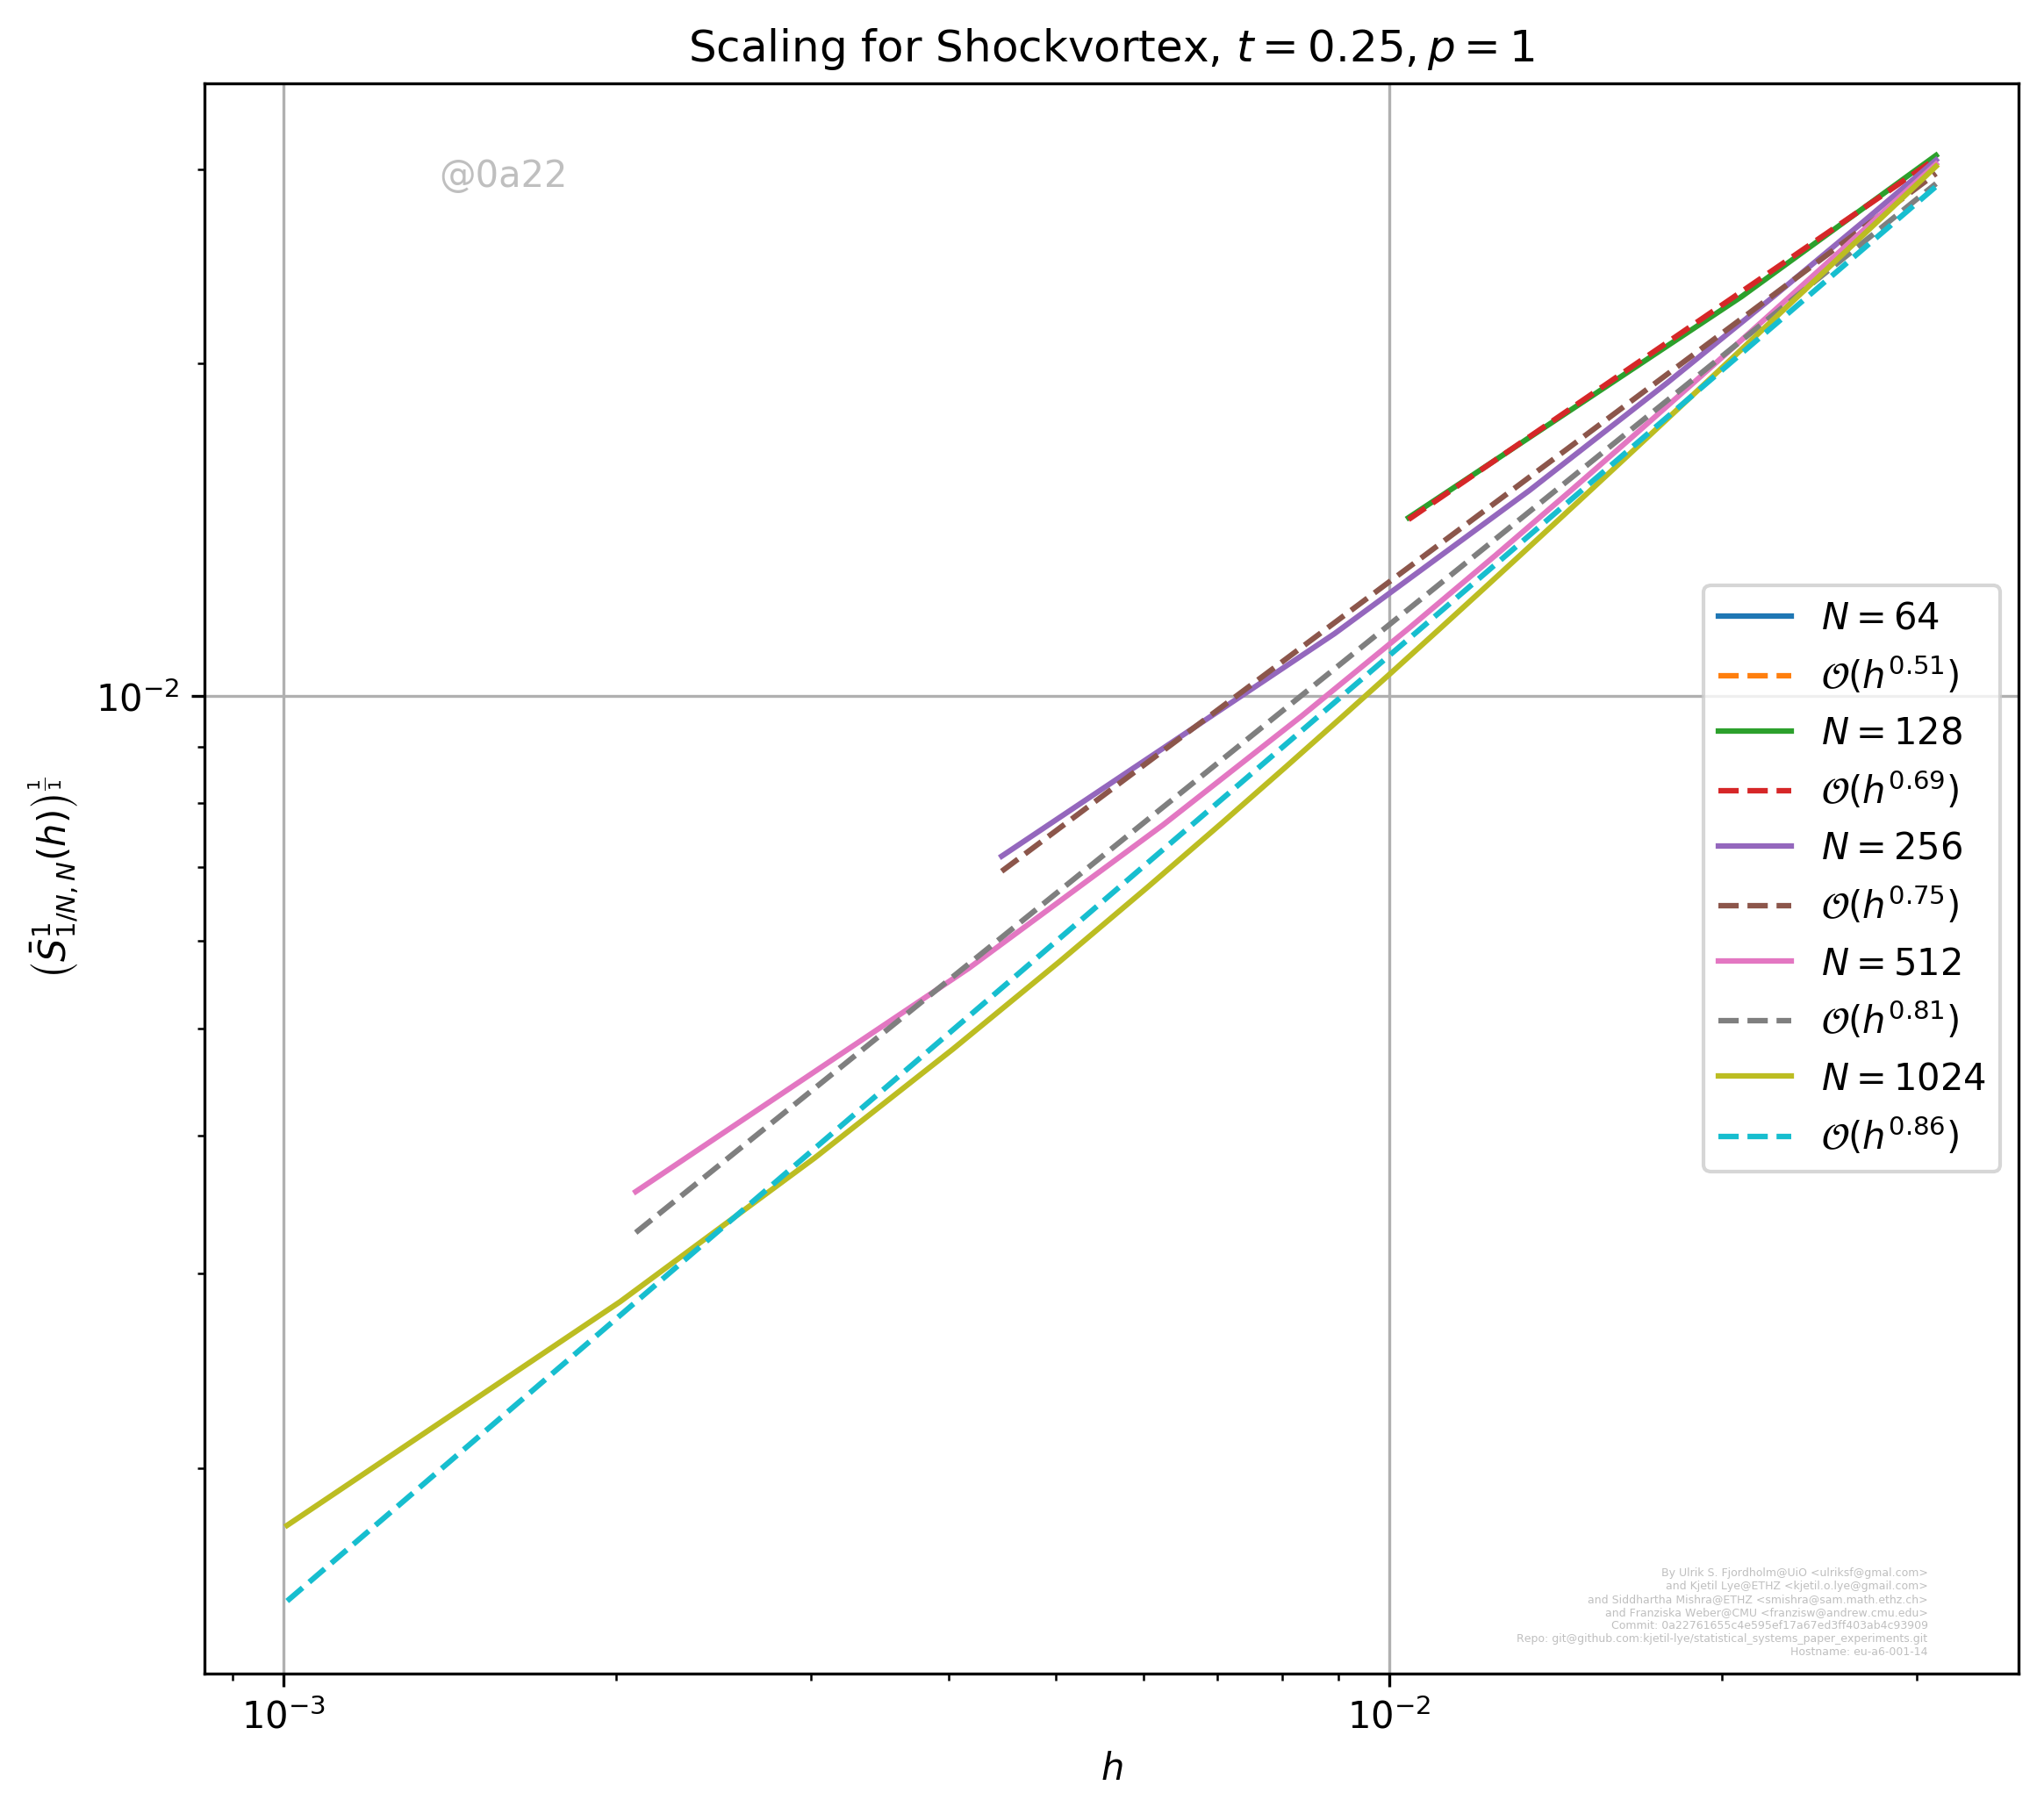 Scaling for Shockvortex, t = 0.25, p = 1
@0a22
10⁻²
(S̄¹₁/N,N(h))^(1/1)
N = 64
𝒪(h^0.51)
N = 128
𝒪(h^0.69)
N = 256
𝒪(h^0.75)
N = 512
𝒪(h^0.81)
N = 1024
𝒪(h^0.86)
By Ulrik S. Fjordholm@UiO <ulriksf@gmal.com>
and Kjetil Lye@ETHZ <kjetil.o.lye@gmail.com>
and Siddhartha Mishra@ETHZ <smishra@sam.math.ethz.ch>
and Franziska Weber@CMU <franzisw@andrew.cmu.edu>
Commit: 0a22761655c4e595ef17a67ed3ff403ab4c93909
Repo: git@github.com:kjetil-lye/statistical_systems_paper_experiments.git
Hostname: eu-a6-001-14
10⁻³
10⁻²
h